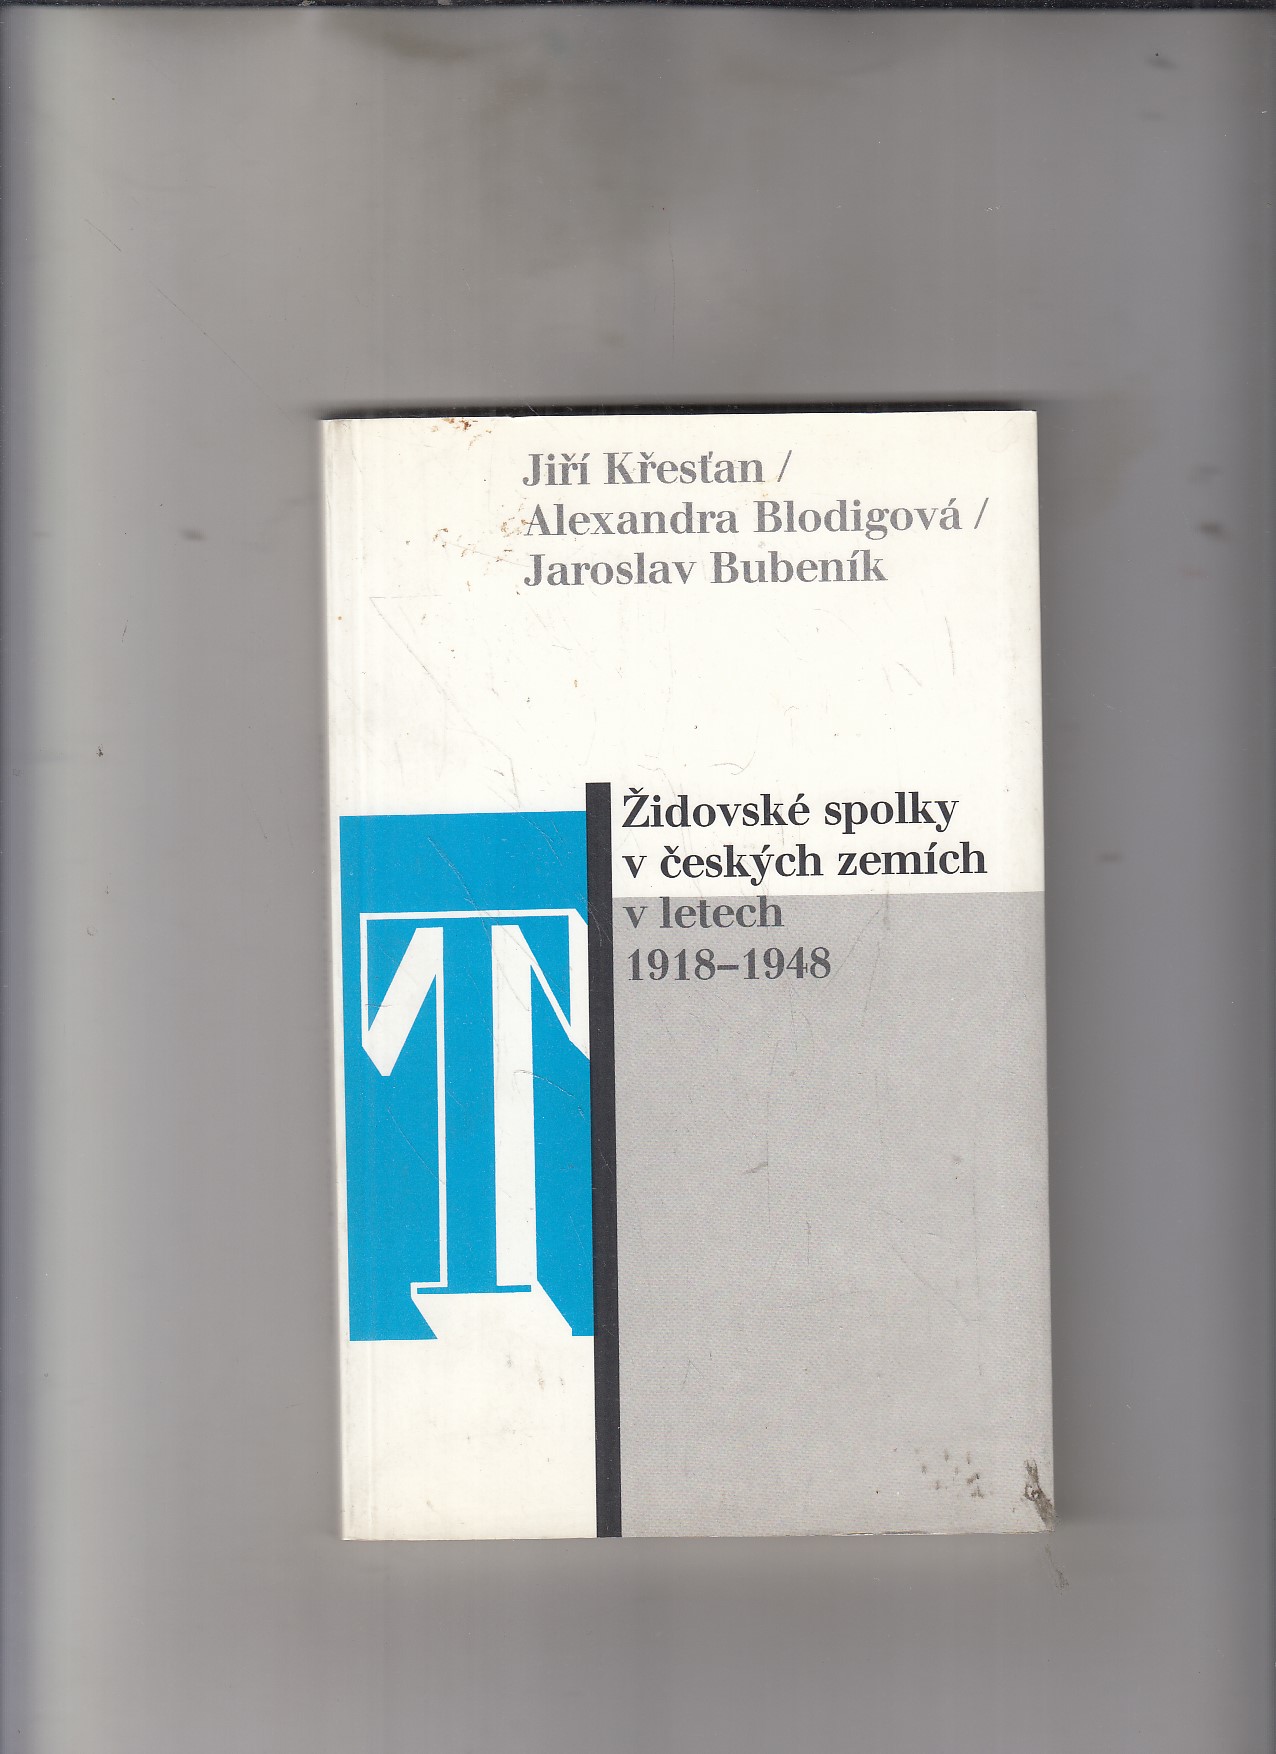 Jiří Křesťan /
Alexandra Blodigová /
Jaroslav Bubeník
Židovské spolky
v českých zemích
v letech
1918–1948
T